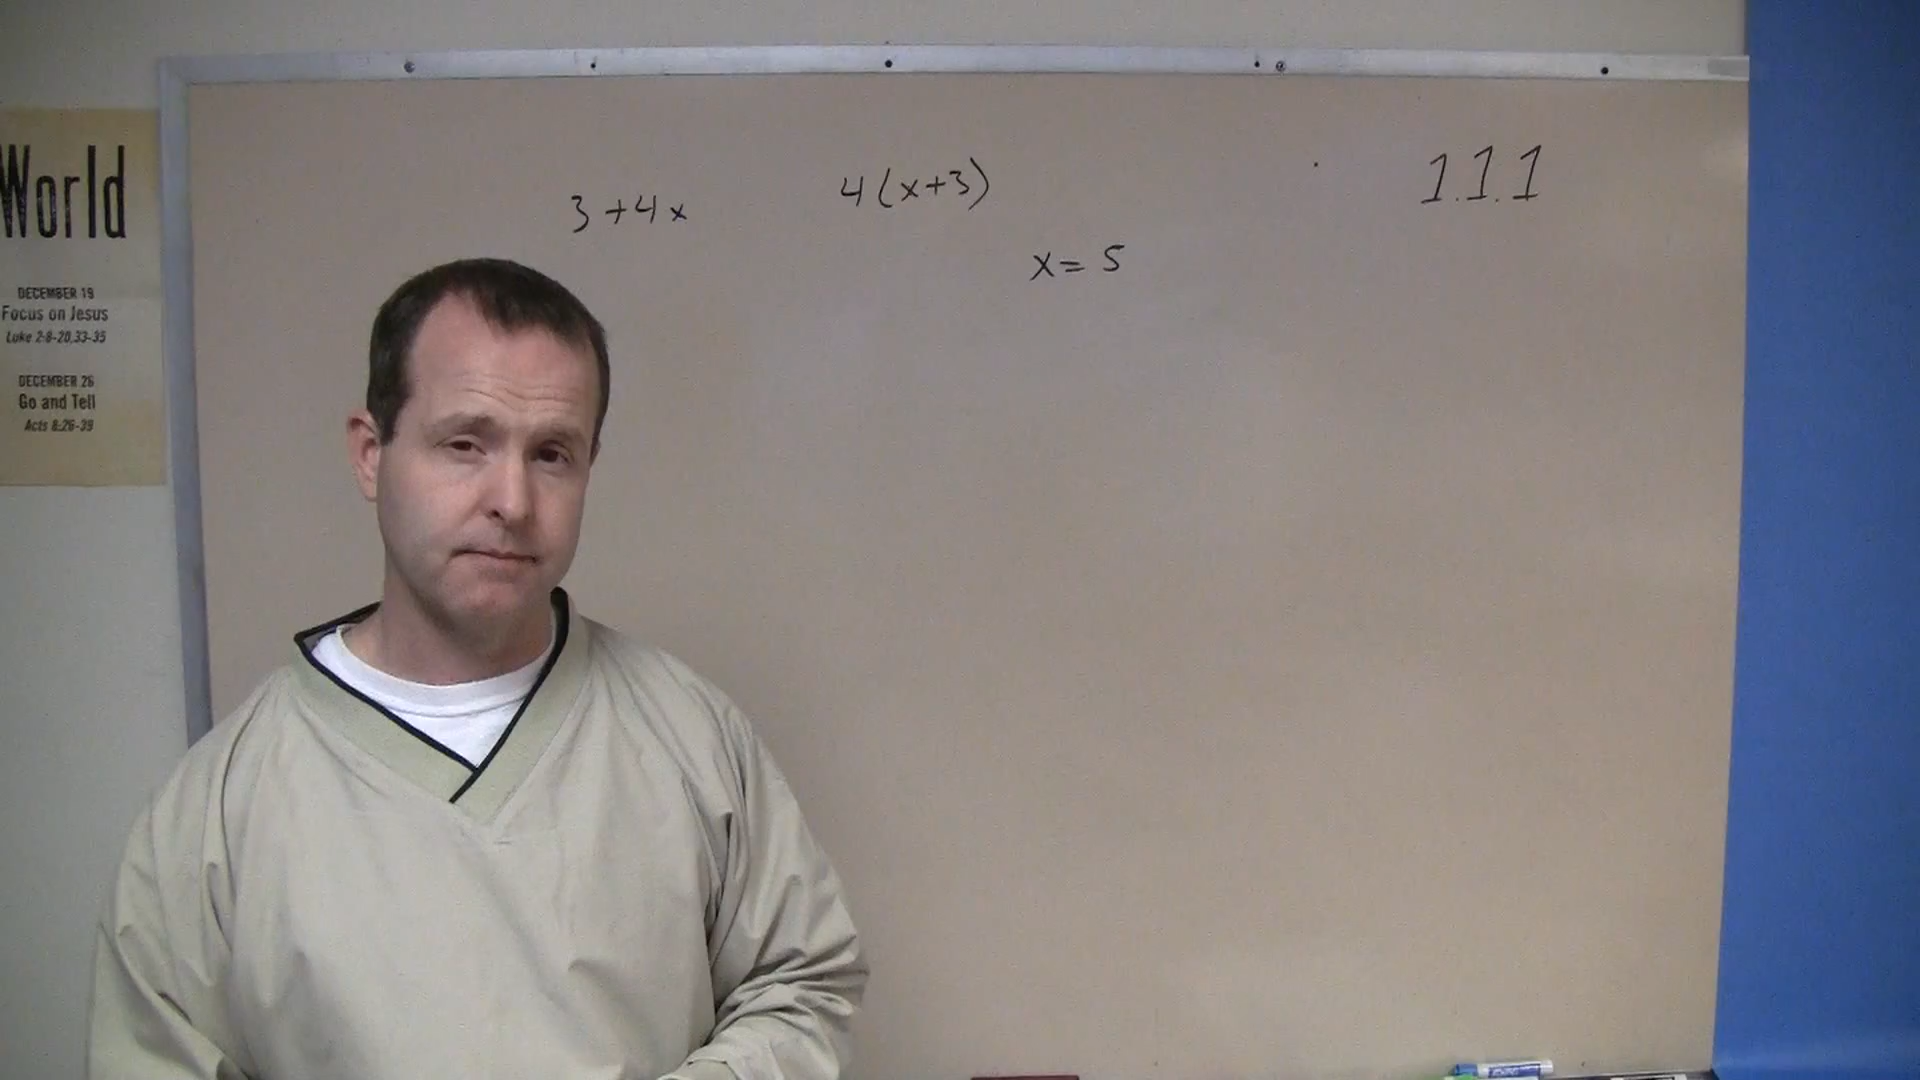 World
DECEMBER 19
Focus on Jesus
Luke 2:8-20,33-35
DECEMBER 26
Go and Tell
Acts 8:26-39
3+4x
4(x+3)
x=5
1.1.1